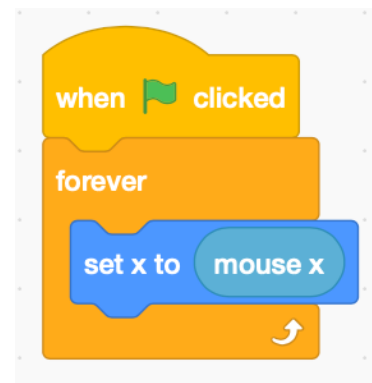 when clicked
forever
set x to mouse x